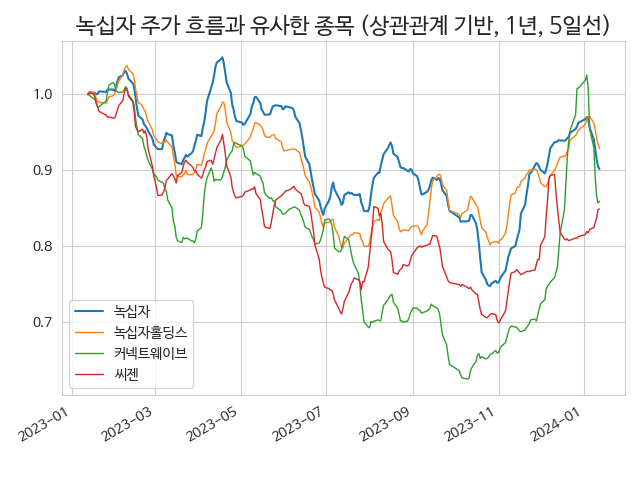 녹십자 주가 흐름과 유사한 종목 (상관관계 기반, 1년, 5일선)
1.0
0.9
0.8
0.7
녹십자
녹십자홀딩스
커넥트웨이브
씨젠
2023-01
2023-03
2023-05
2023-07
2023-09
2023-11
2024-01